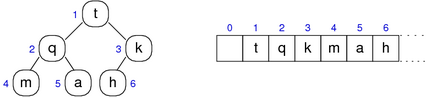 1 t
2 q 3 k
4 m 5 a h 6
0 1 2 3 4 5 6
t q k m a h